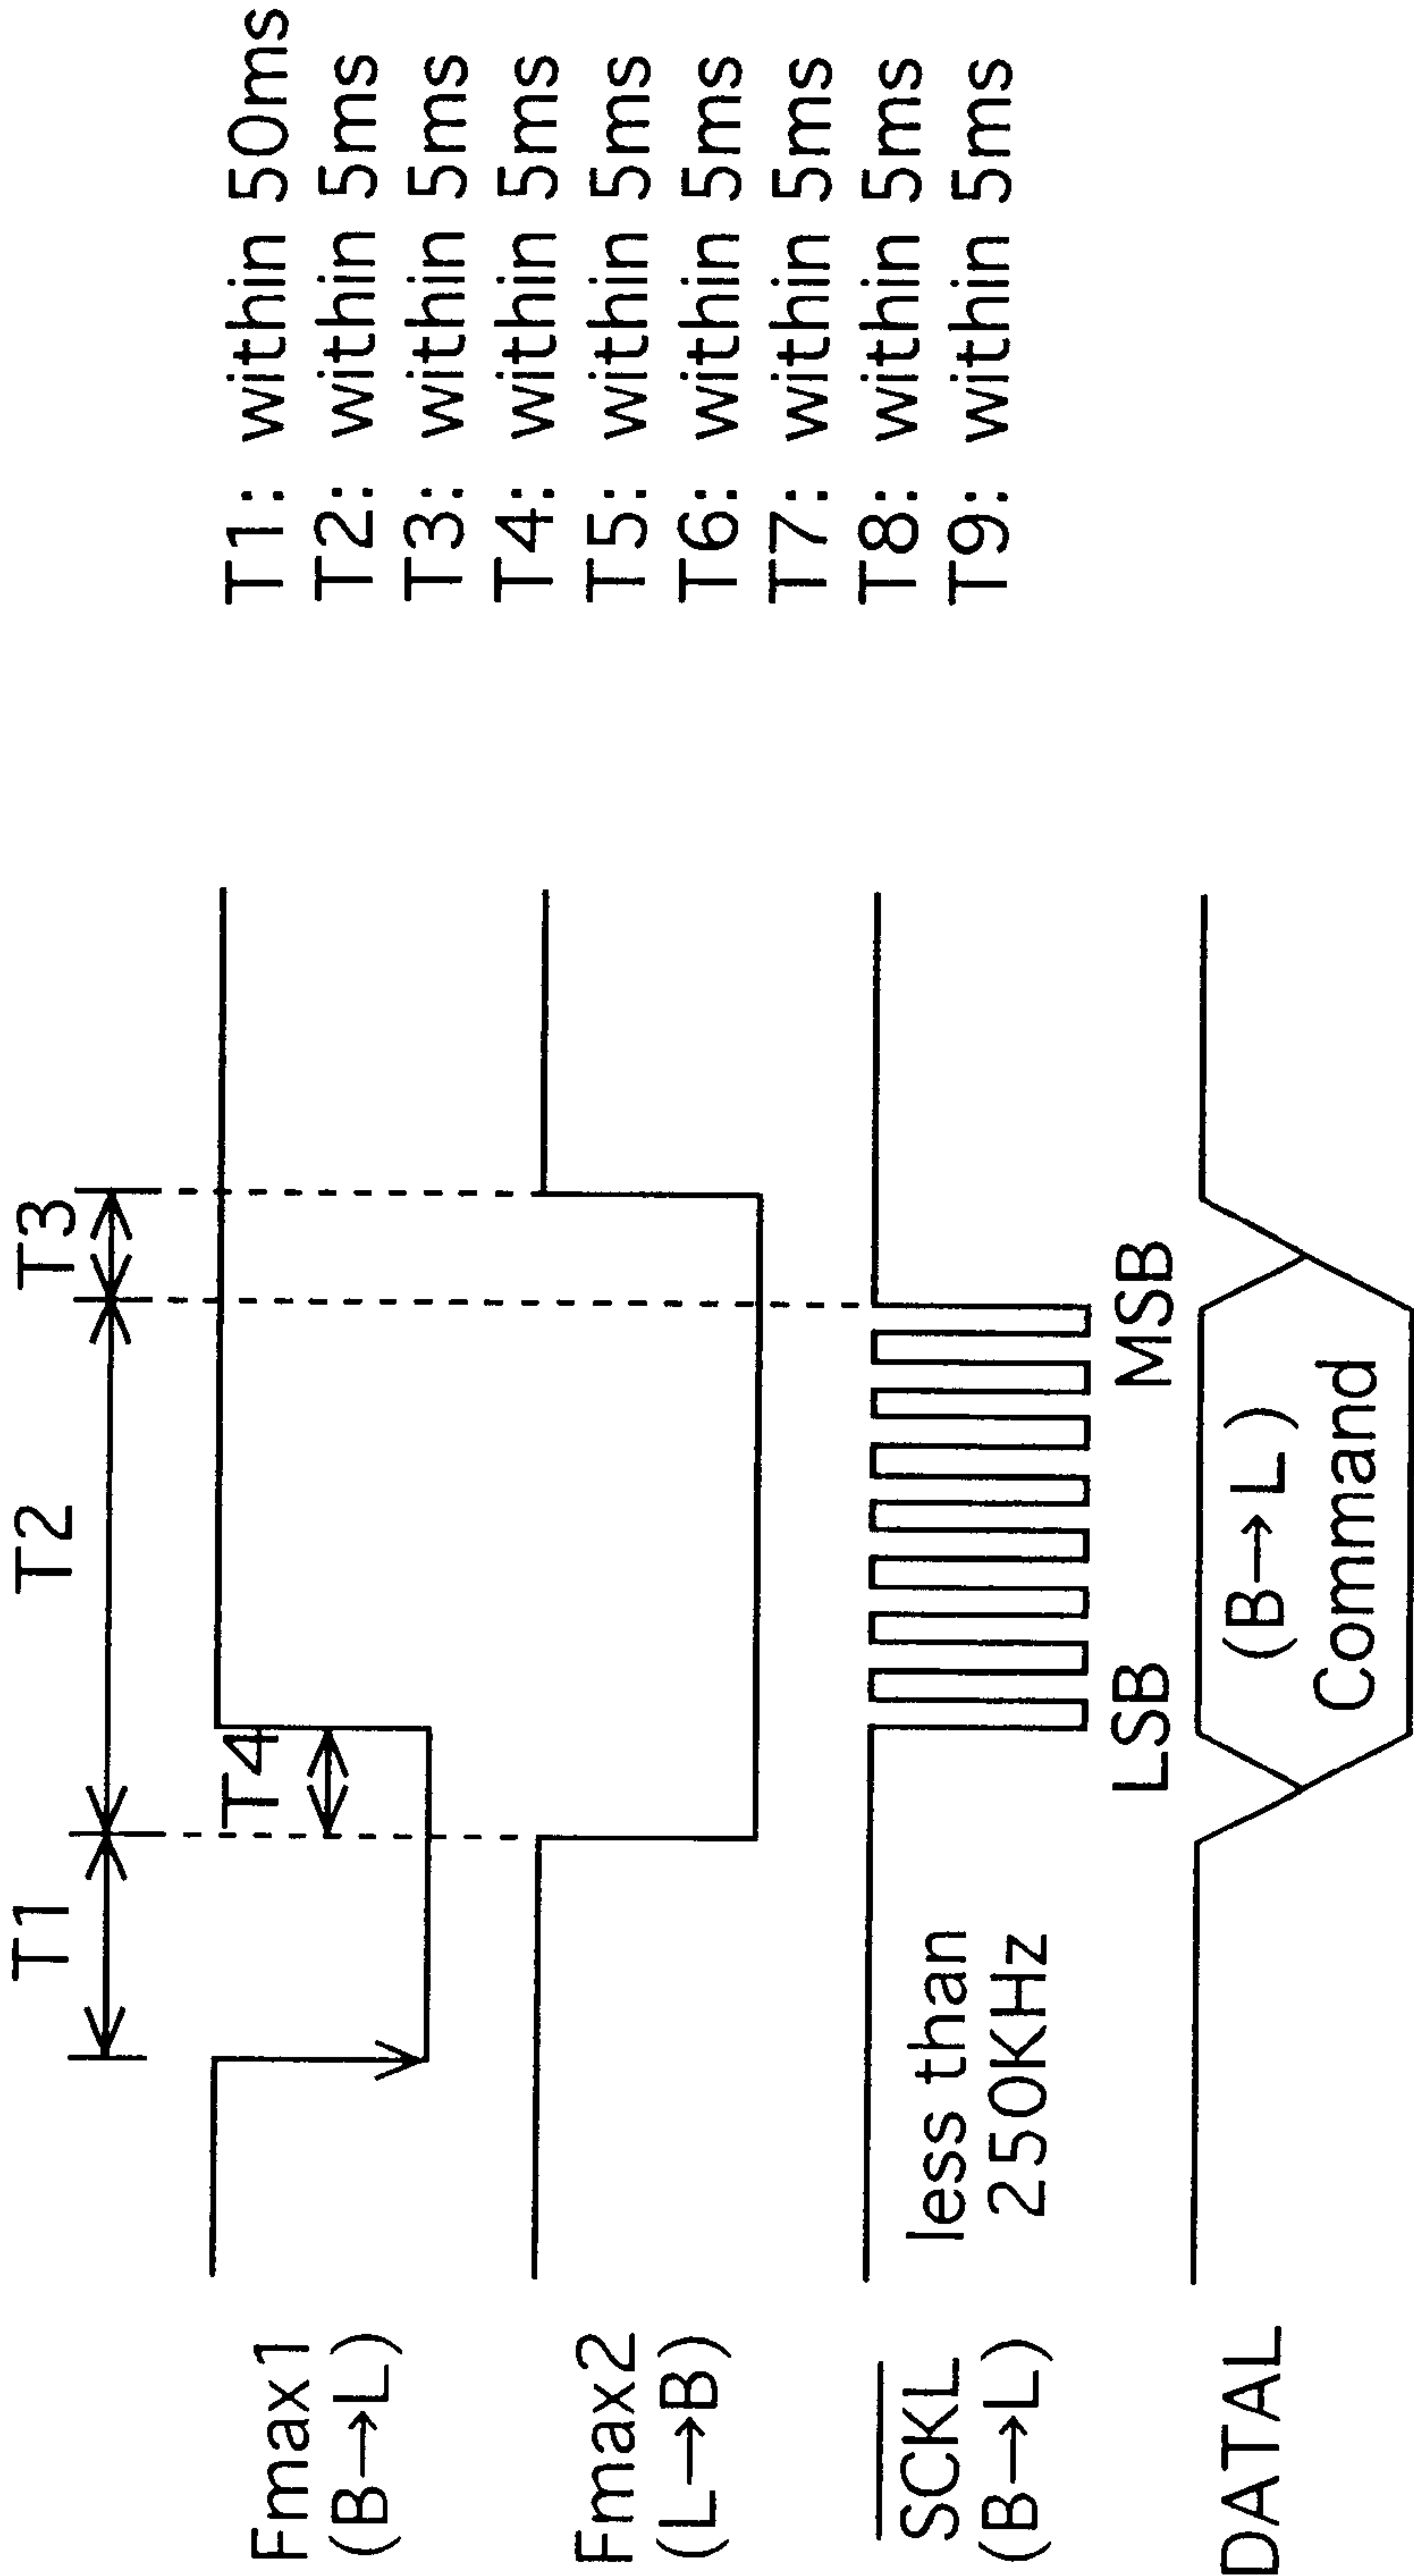 T1
T2
T3
T4
Fmax1
(B→L)
Fmax2
(L→B)
SCKL
(B→L)
less than
250KHz
LSB
MSB
DATAL
(B→L)
Command
T1: within 50ms
T2: within 5ms
T3: within 5ms
T4: within 5ms
T5: within 5ms
T6: within 5ms
T7: within 5ms
T8: within 5ms
T9: within 5ms